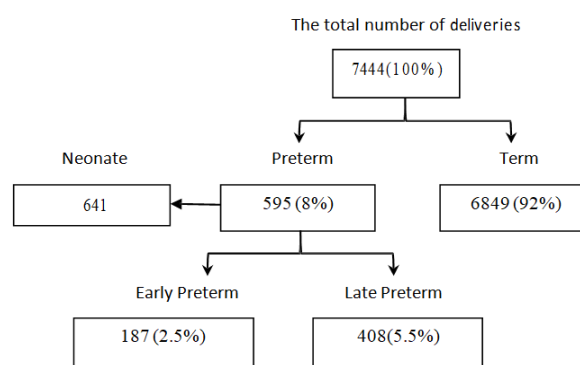 The total number of deliveries
7444(100%)
Neonate
Preterm
Term
641
595 (8%)
6849 (92%)
Early Preterm
Late Preterm
187 (2.5%)
408(5.5%)